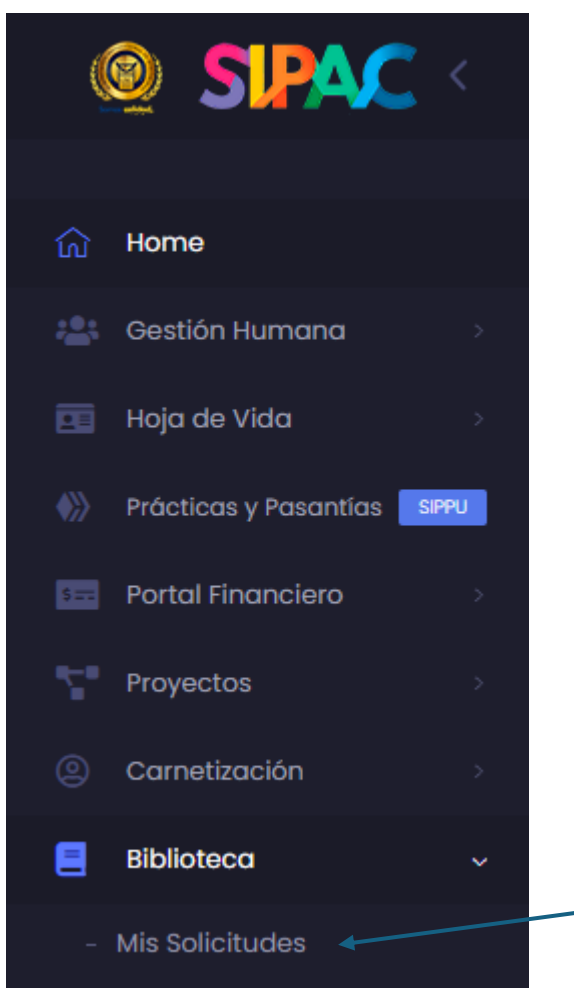 SIPAC
Home
Gestión Humana
Hoja de Vida
Prácticas y Pasantías SIPPU
Portal Financiero
Proyectos
Carnetización
Biblioteca
- Mis Solicitudes